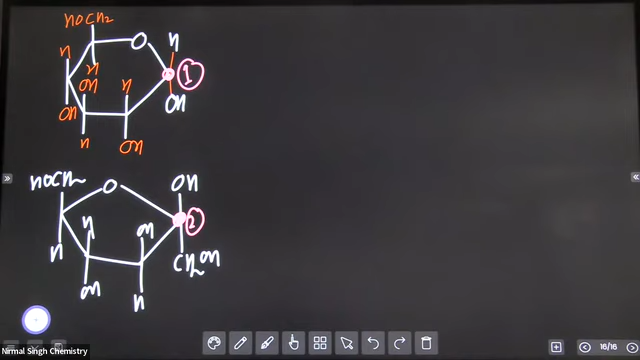 HOCH₂
O
H
H
1
H
OH
H
OH
OH
H
OH
HOCH₂
O
OH
2
H
OH
H
CH₂OH
OH
H
16/16
Nirmal Singh Chemistry